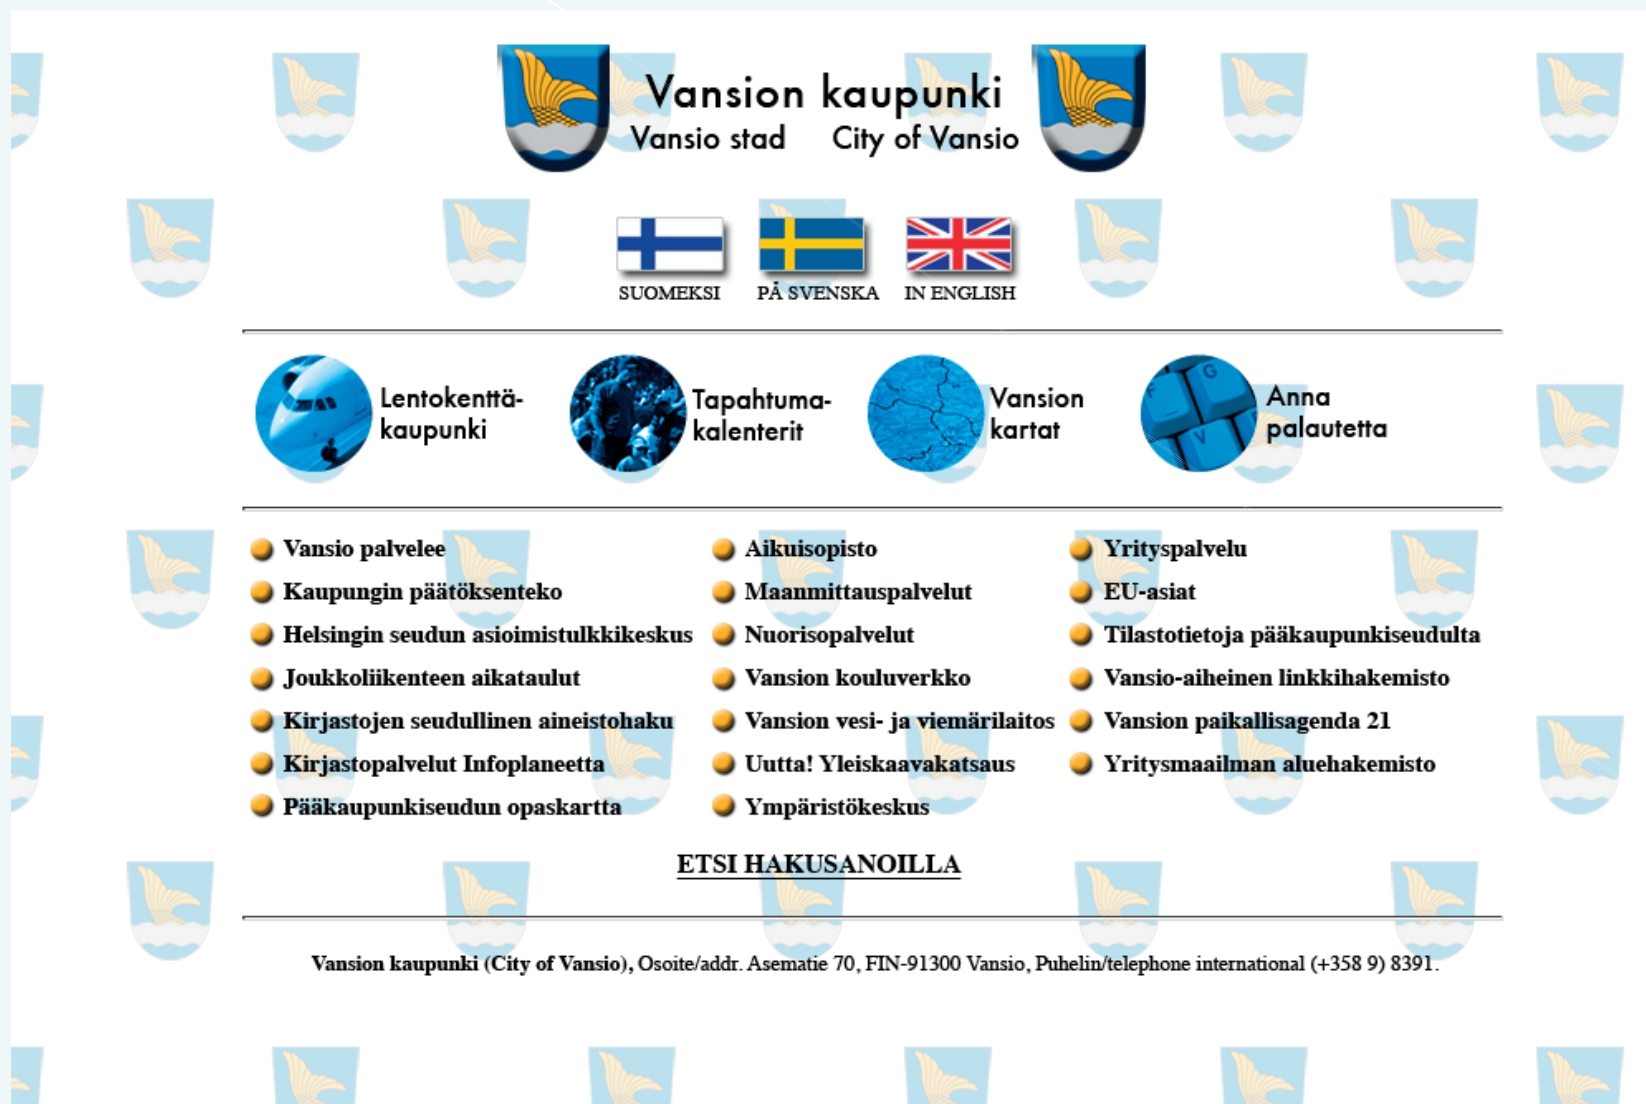 Vansion kaupunki
Vansio stad City of Vansio
SUOMEKSI PÅ SVENSKA IN ENGLISH
Lentokenttä-
kaupunki
Tapahtuma-
kalenterit
Vansion
kartat
Anna
palautetta
Vansio palvelee
Kaupungin päätöksenteko
Helsingin seudun asioimistulkkikeskus
Joukkoliikenteen aikataulut
Kirjastojen seudullinen aineistohaku
Kirjastopalvelut Infoplaneetta
Pääkaupunkiseudun opaskartta
Aikuisopisto
Maanmittauspalvelut
Nuorisopalvelut
Vansion kouluverkko
Vansion vesi- ja viemärilaitos
Uutta! Yleiskaavakatsaus
Ympäristökeskus
Yrityspalvelu
EU-asiat
Tilastotietoja pääkaupunkiseudulta
Vansio-aiheinen linkkihakemisto
Vansion paikallisagenda 21
Yritysmaailman aluehakemisto
ETSI HAKUSANOILLA
Vansion kaupunki (City of Vansio), Osoite/addr. Asematie 70, FIN-91300 Vansio, Puhelin/telephone international (+358 9) 8391.